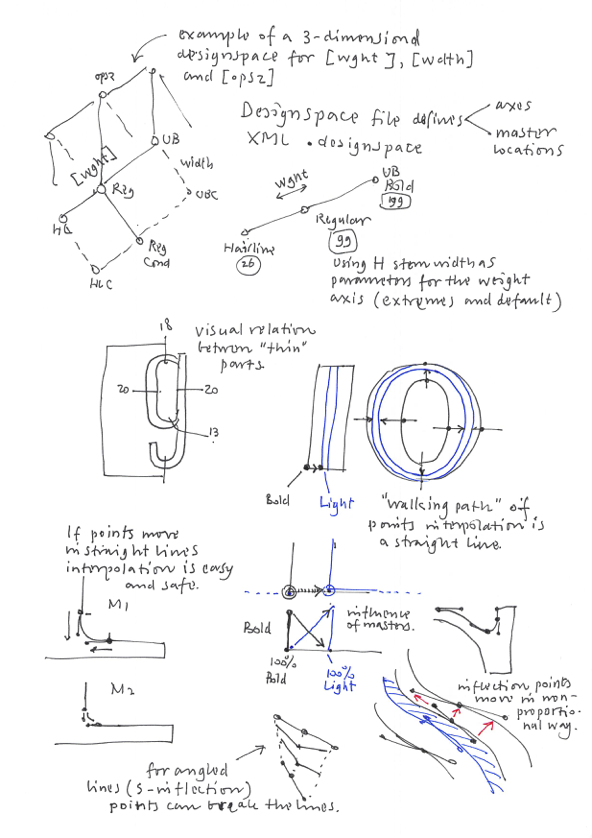 example of a 3-dimensional
designspace for [wght], [wdth]
and [opsz]
opsz
[wght]
UB
width
Reg
UBC
HL
Reg
Cond
HLC
Designspace file defines
axes
master
locations
XML .designspace
wght
UB
Bold
199
Regular
99
Hairline
26
Using H stem width as
parameters for the weight
axis (extremes and default)
18
visual relation
between "thin"
parts.
20
20
13
Bold
Light
"walking path" of
points interpolation is
a straight line.
If points move
in straight lines
interpolation is easy
and safe.
M1
Bold
influence
of masters.
100%
Bold
100%
Light
M2
inflection points
move in non-
proportio-
nal way.
for angled
lines (S-inflection)
points can break the lines.